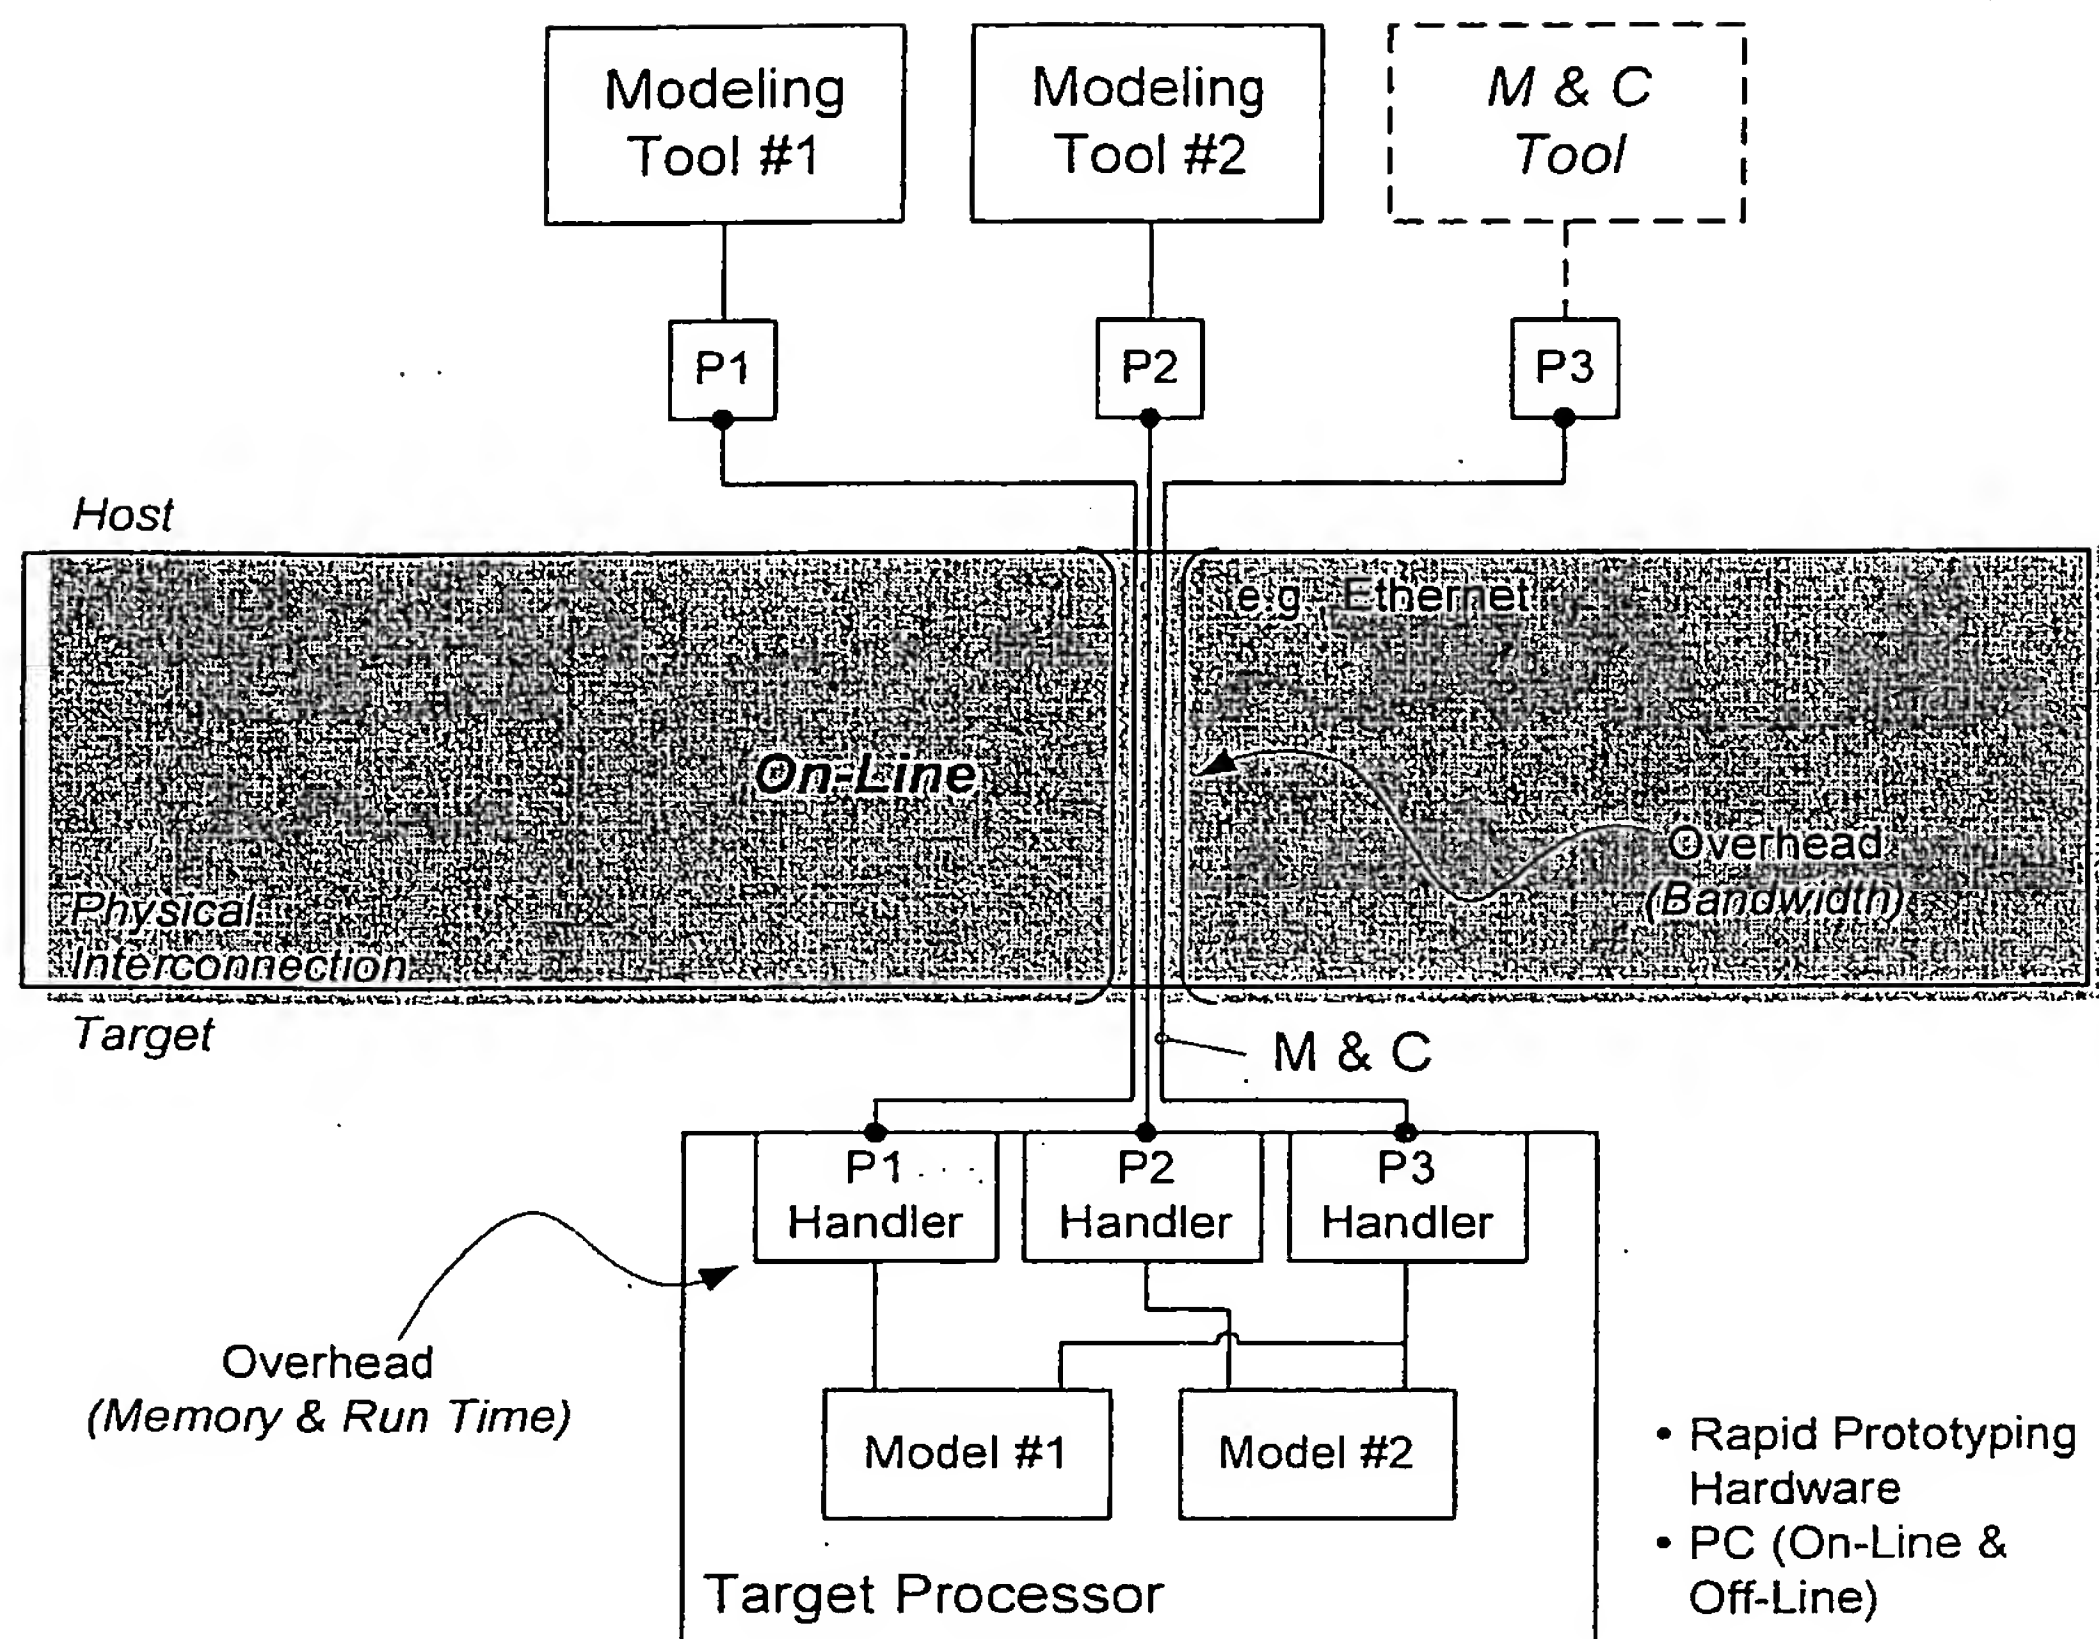 Modeling
Tool #1
Modeling
Tool #2
M & C
Tool
P1
P2
P3
Host
e.g., Ethernet
On-Line
Overhead
(Bandwidth)
Physical
Interconnection
Target
M & C
P1
Handler
P2
Handler
P3
Handler
Overhead
(Memory & Run Time)
Model #1
Model #2
• Rapid Prototyping
Hardware
• PC (On-Line &
Off-Line)
Target Processor